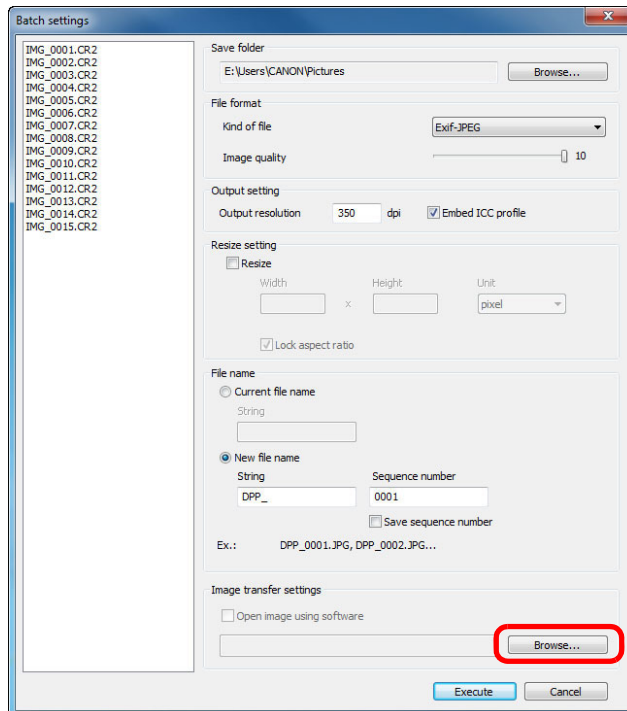 Batch settings
IMG_0001.CR2
IMG_0002.CR2
IMG_0003.CR2
IMG_0004.CR2
IMG_0005.CR2
IMG_0006.CR2
IMG_0007.CR2
IMG_0008.CR2
IMG_0009.CR2
IMG_0010.CR2
IMG_0011.CR2
IMG_0012.CR2
IMG_0013.CR2
IMG_0014.CR2
IMG_0015.CR2
Save folder
E:\Users\CANON\Pictures Browse...
File format
Kind of file Exif-JPEG
Image quality 10
Output setting
Output resolution 350 dpi Embed ICC profile
Resize setting
Resize
Width Height Unit
x pixel
Lock aspect ratio
File name
Current file name
String
New file name
String Sequence number
DPP_ 0001
Save sequence number
Ex.: DPP_0001.JPG, DPP_0002.JPG...
Image transfer settings
Open image using software
Browse...
Execute Cancel